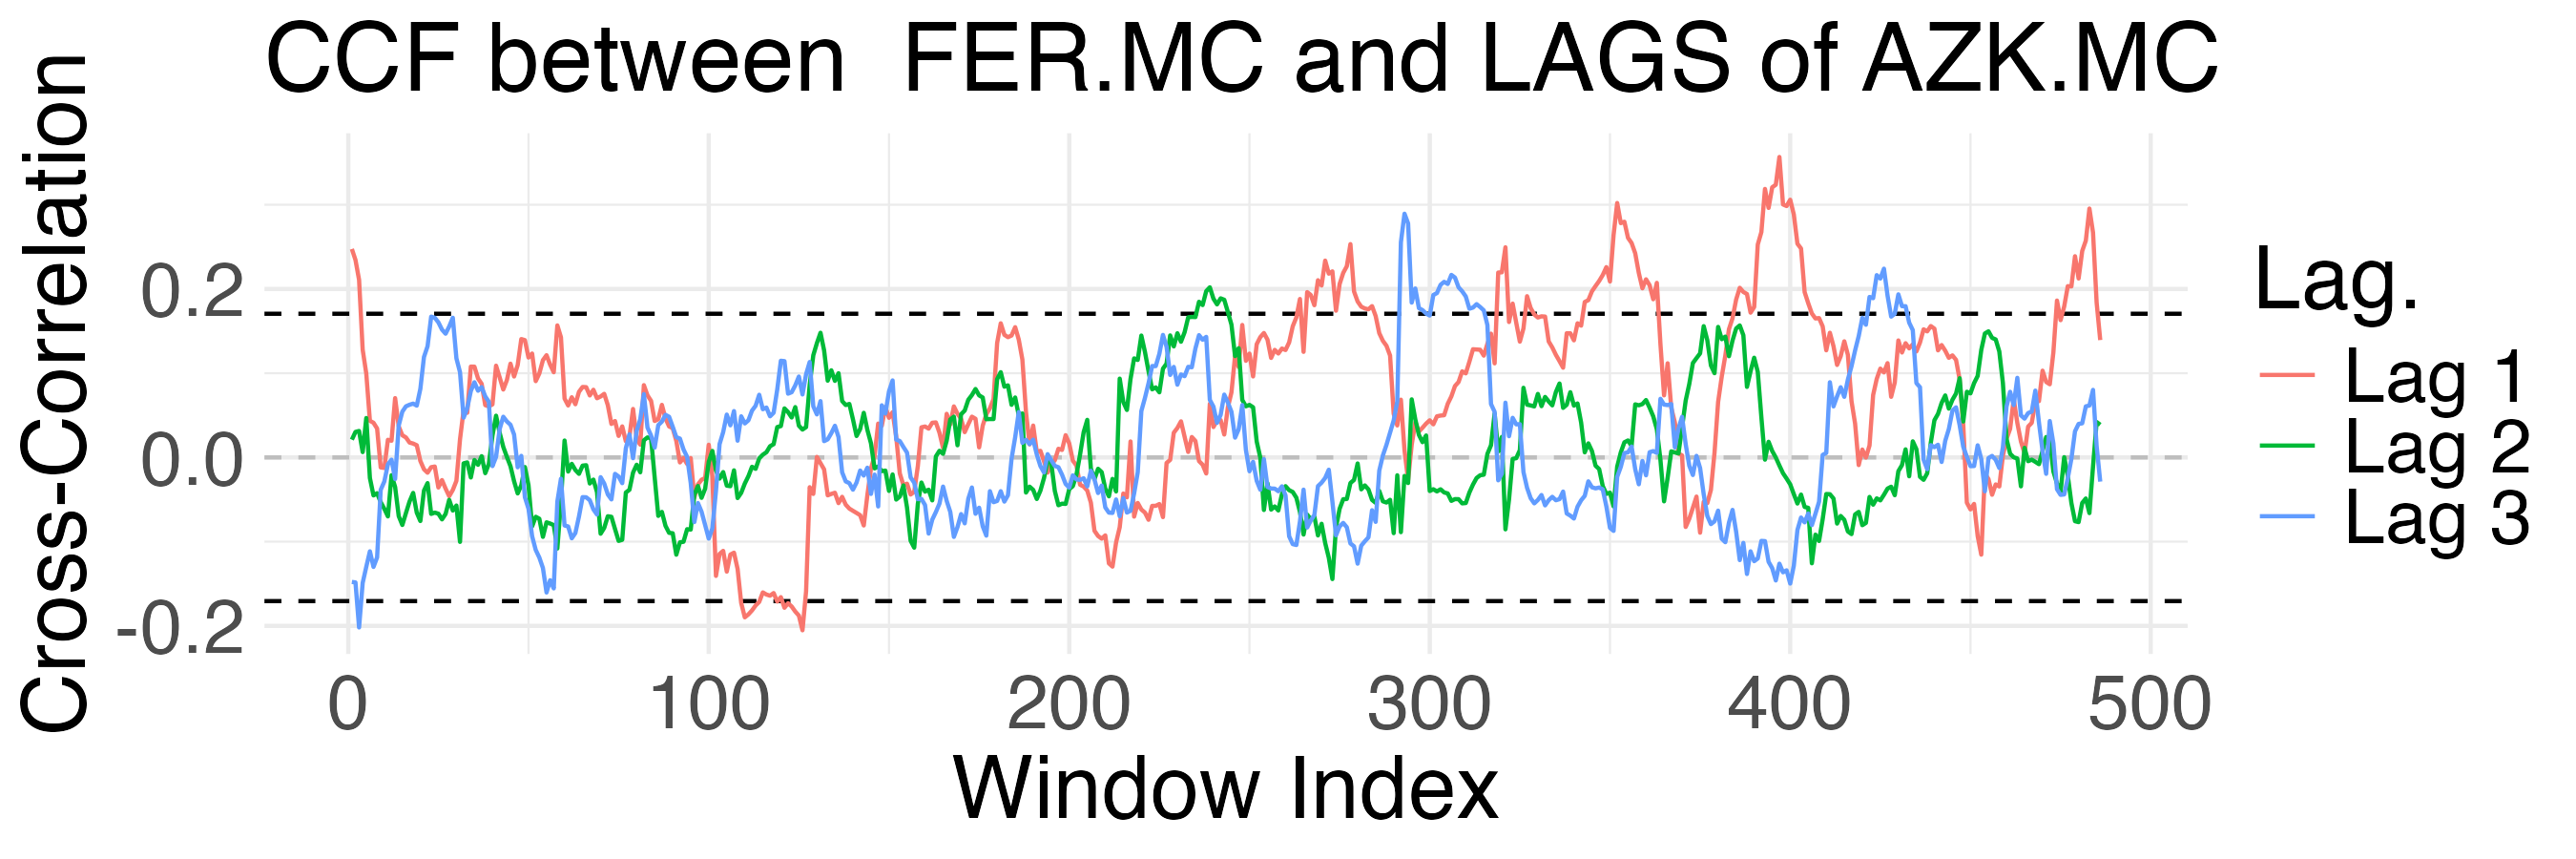 CCF between  FER.MC and LAGS of AZK.MC
Cross-Correlation
0.2
0.0
-0.2
0 100 200 300 400 500
Window Index
Lag.
Lag 1
Lag 2
Lag 3